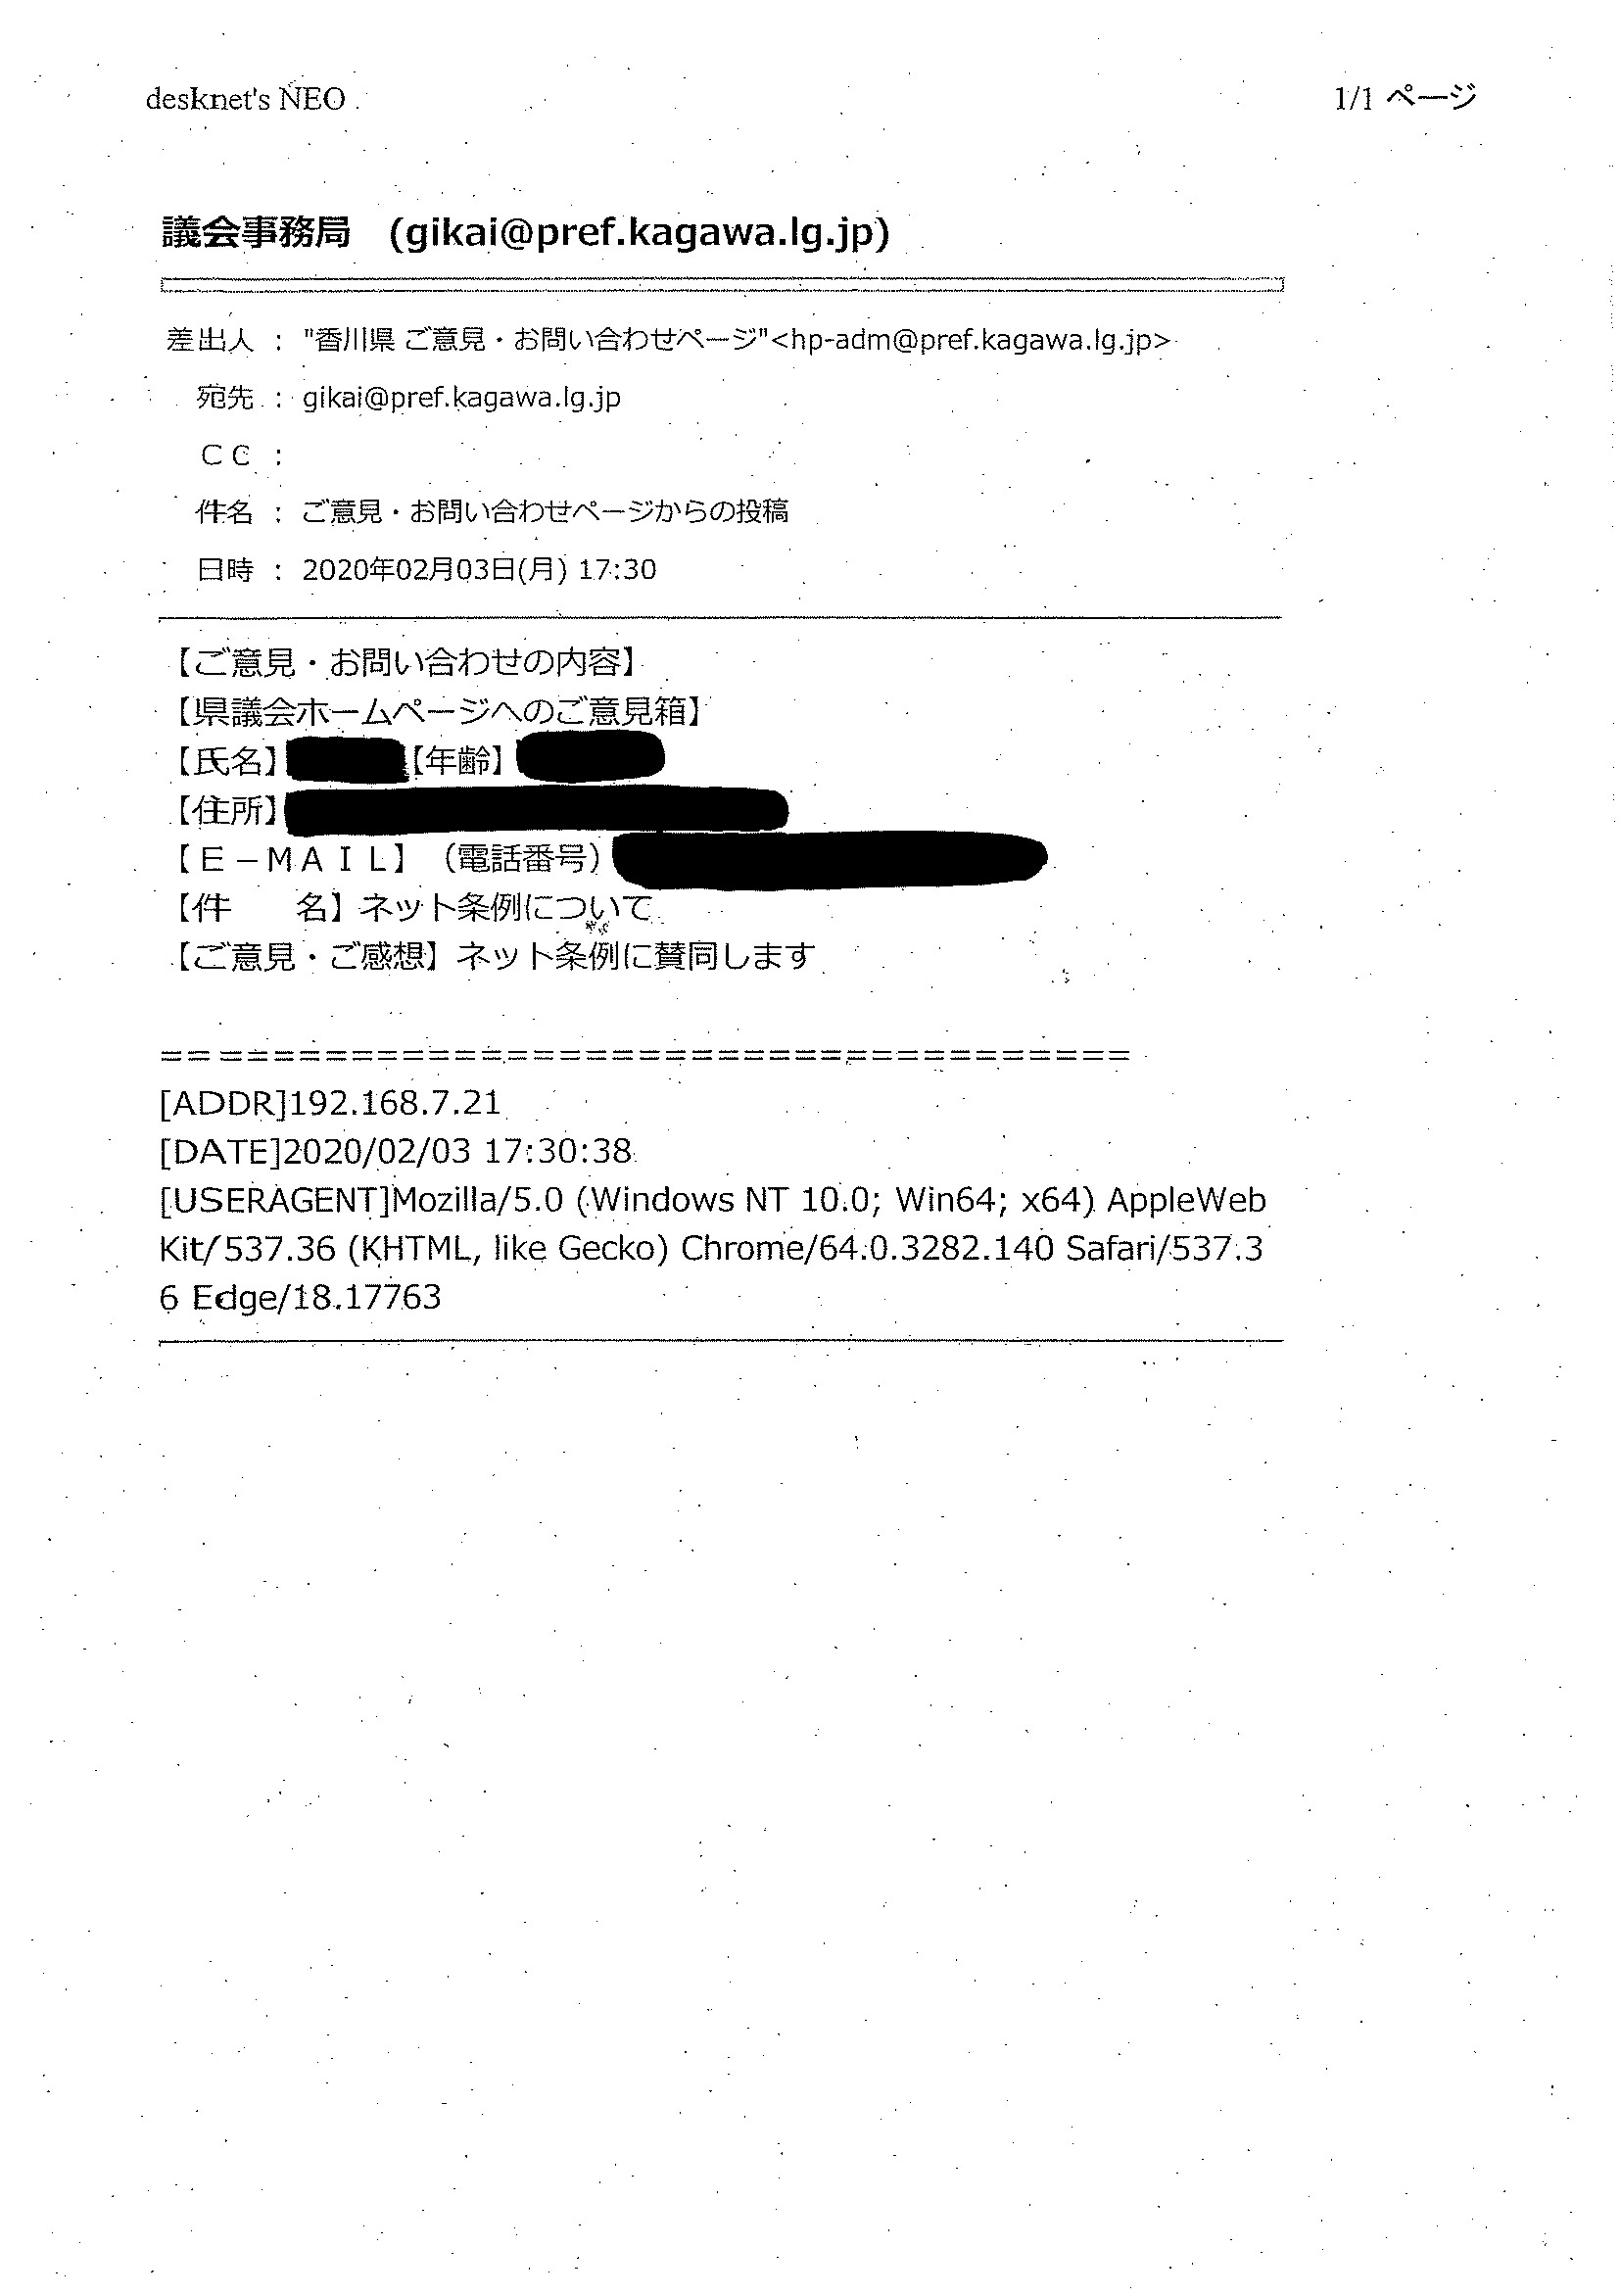 desknet's NEO
1/1 ページ
議会事務局 (gikai@pref.kagawa.lg.jp)
差出人 : "香川県 ご意見・お問い合わせページ"<hp-adm@pref.kagawa.lg.jp>
宛先 : gikai@pref.kagawa.lg.jp
ＣＣ :
件名 : ご意見・お問い合わせページからの投稿
日時 : 2020年02月03日(月) 17:30
【ご意見・お問い合わせの内容】
【県議会ホームページへのご意見箱】
【氏名】【年齢】
【住所】
【Ｅ－ＭＡＩＬ】（電話番号）
【件　　名】ネット条例について
【ご意見・ご感想】ネット条例に賛同します
=====================================
[ADDR]192.168.7.21
[DATE]2020/02/03 17:30:38
[USERAGENT]Mozilla/5.0 (Windows NT 10.0; Win64; x64) AppleWeb
Kit/537.36 (KHTML, like Gecko) Chrome/64.0.3282.140 Safari/537.3
6 Edge/18.17763